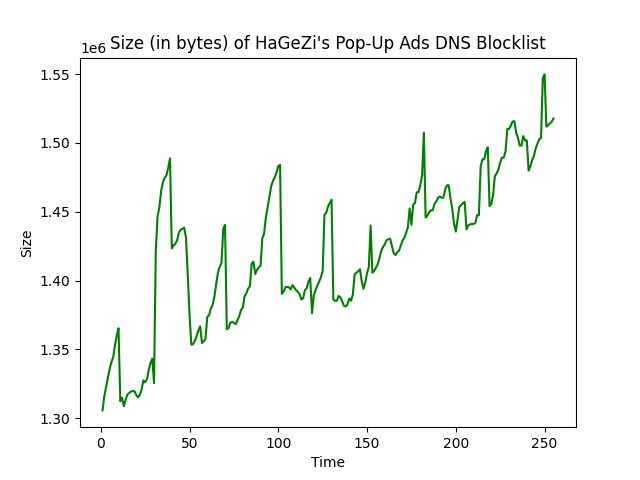 Size (in bytes) of HaGeZi's Pop-Up Ads DNS Blocklist
1e6
1.55
1.50
1.45
1.40
1.35
1.30
Size
0 50 100 150 200 250
Time